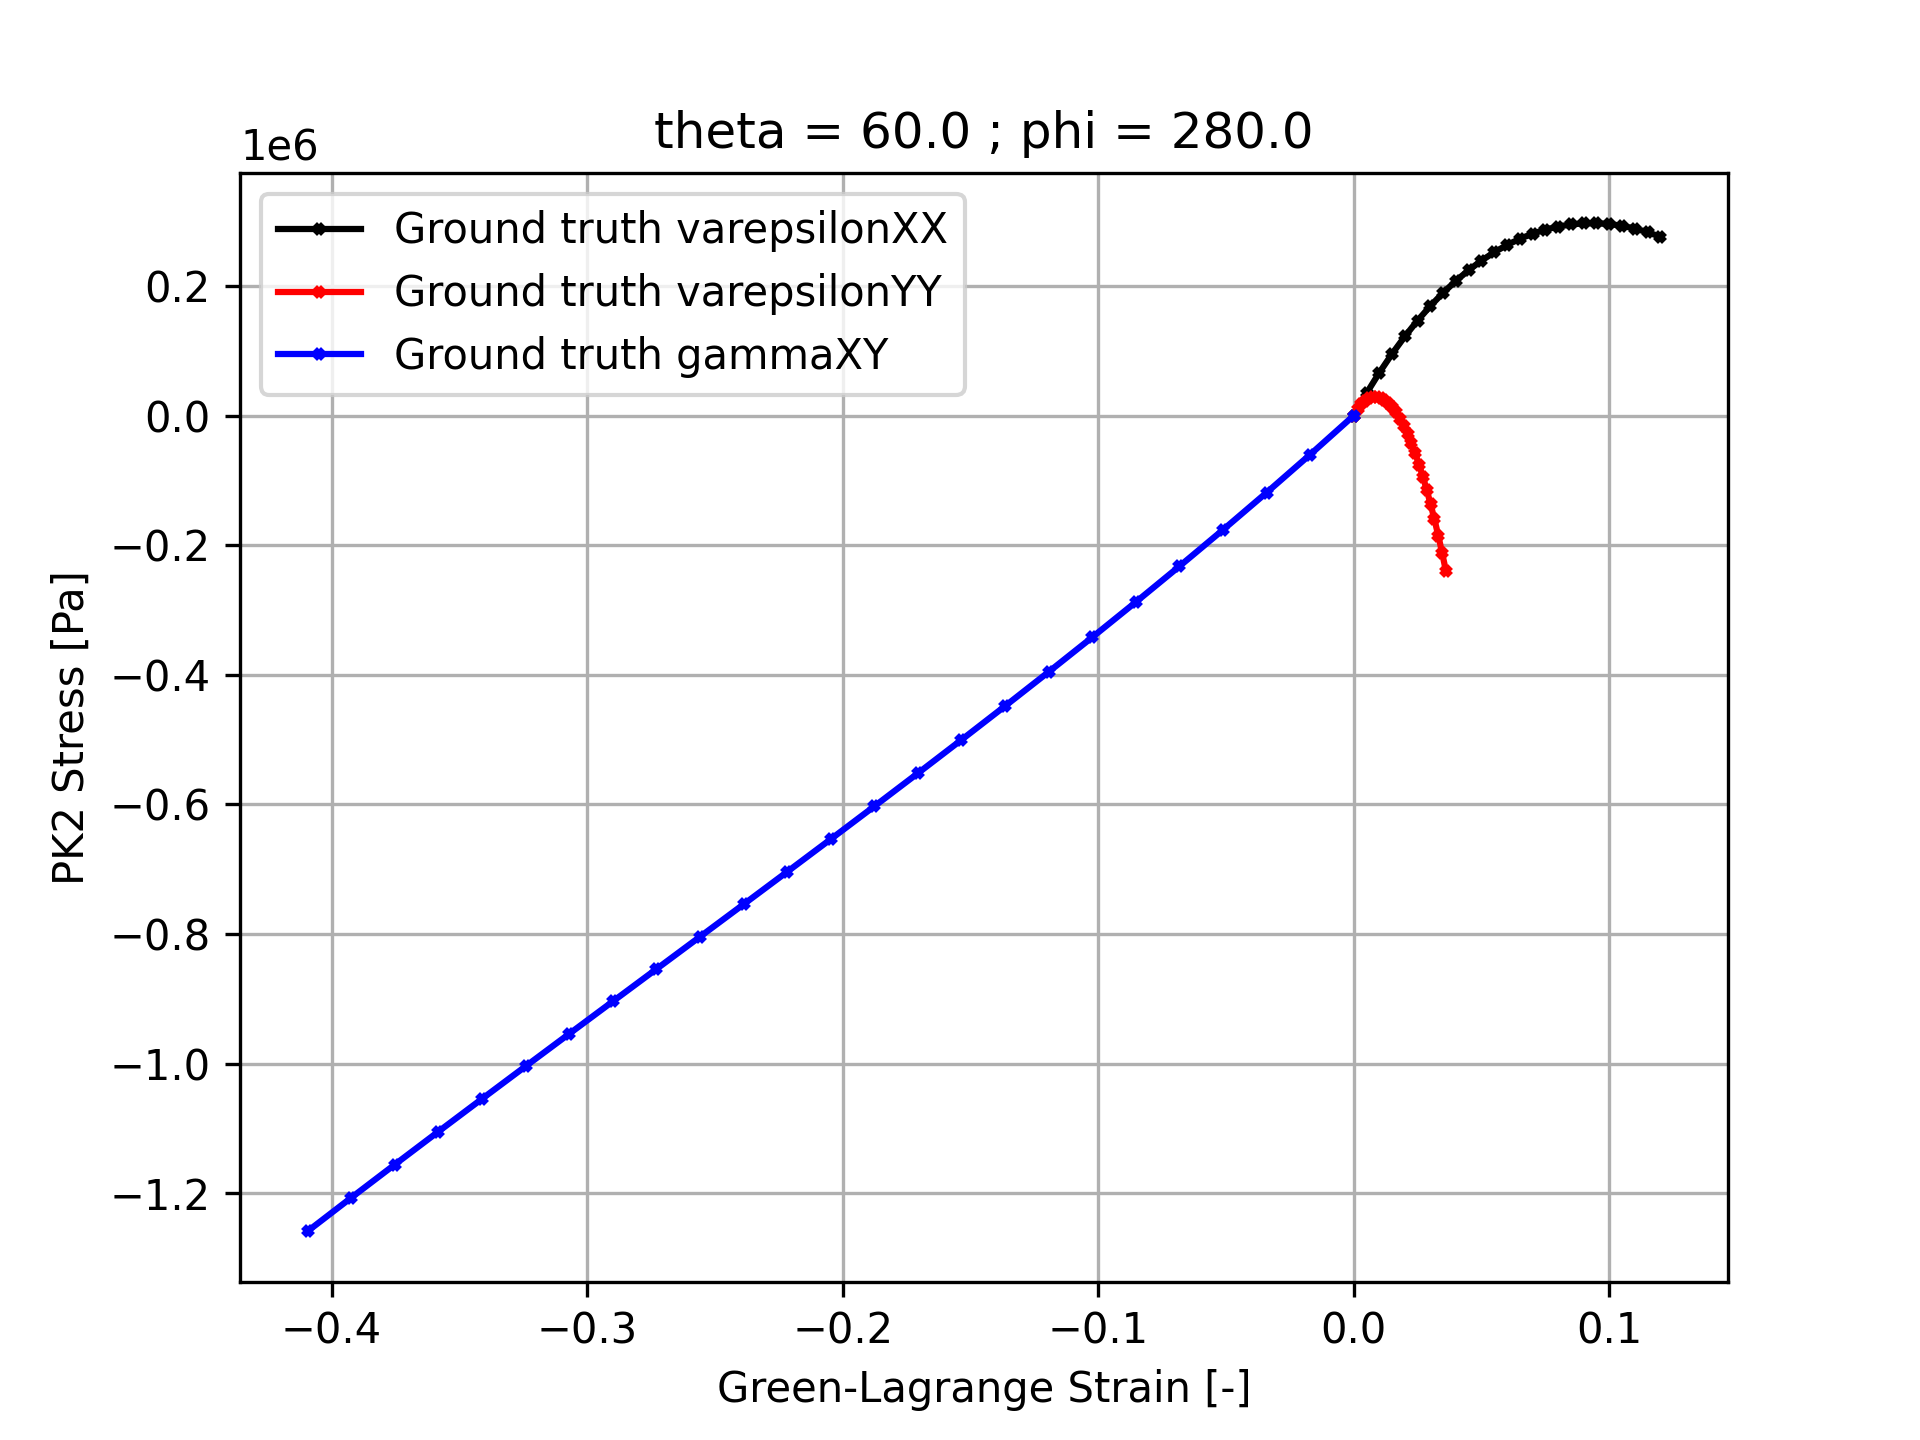 theta = 60.0 ; phi = 280.0
1e6
Ground truth varepsilonXX
Ground truth varepsilonYY
Ground truth gammaXY
0.2
0.0
−0.2
−0.4
−0.6
−0.8
−1.0
−1.2
PK2 Stress [Pa]
−0.4 −0.3 −0.2 −0.1 0.0 0.1
Green-Lagrange Strain [-]